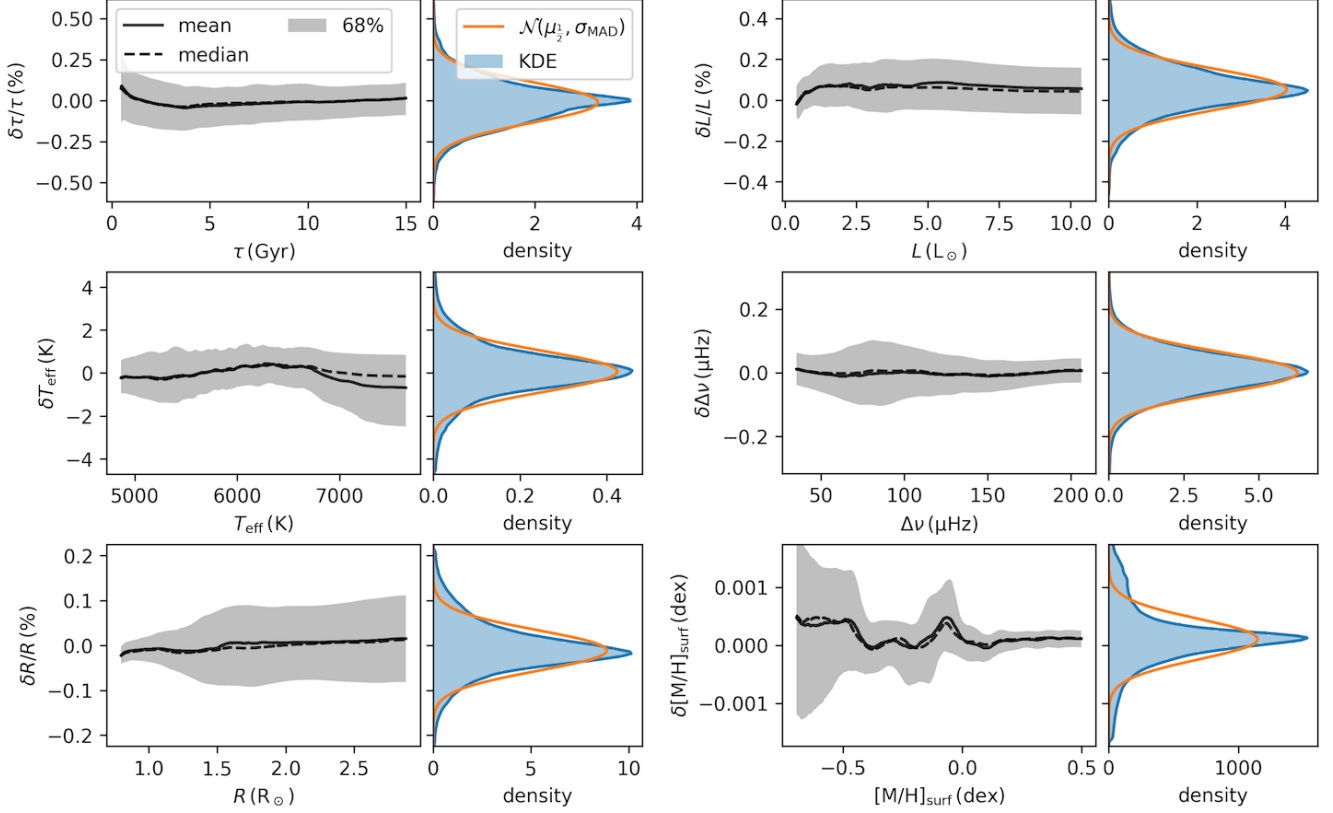 mean
median
68%
𝒩(μ½, σMAD)
KDE
0.50
0.25
0.00
−0.25
−0.50
δτ/τ (%)
0 5 10 15
τ (Gyr)
0 2 4
density
0.4
0.2
0.0
−0.2
−0.4
δL/L (%)
0.0 2.5 5.0 7.5 10.0
L (L⊙)
0 2 4
density
4
2
0
−2
−4
δTeff (K)
5000 6000 7000
Teff (K)
0.0 0.2 0.4
density
0.2
0.0
−0.2
δΔν (μHz)
50 100 150 200
Δν (μHz)
0.0 2.5 5.0
density
0.2
0.1
0.0
−0.1
−0.2
δR/R (%)
1.0 1.5 2.0 2.5
R (R⊙)
0 5 10
density
0.001
0.000
−0.001
δ[M/H]surf (dex)
−0.5 0.0 0.5
[M/H]surf (dex)
0 1000
density